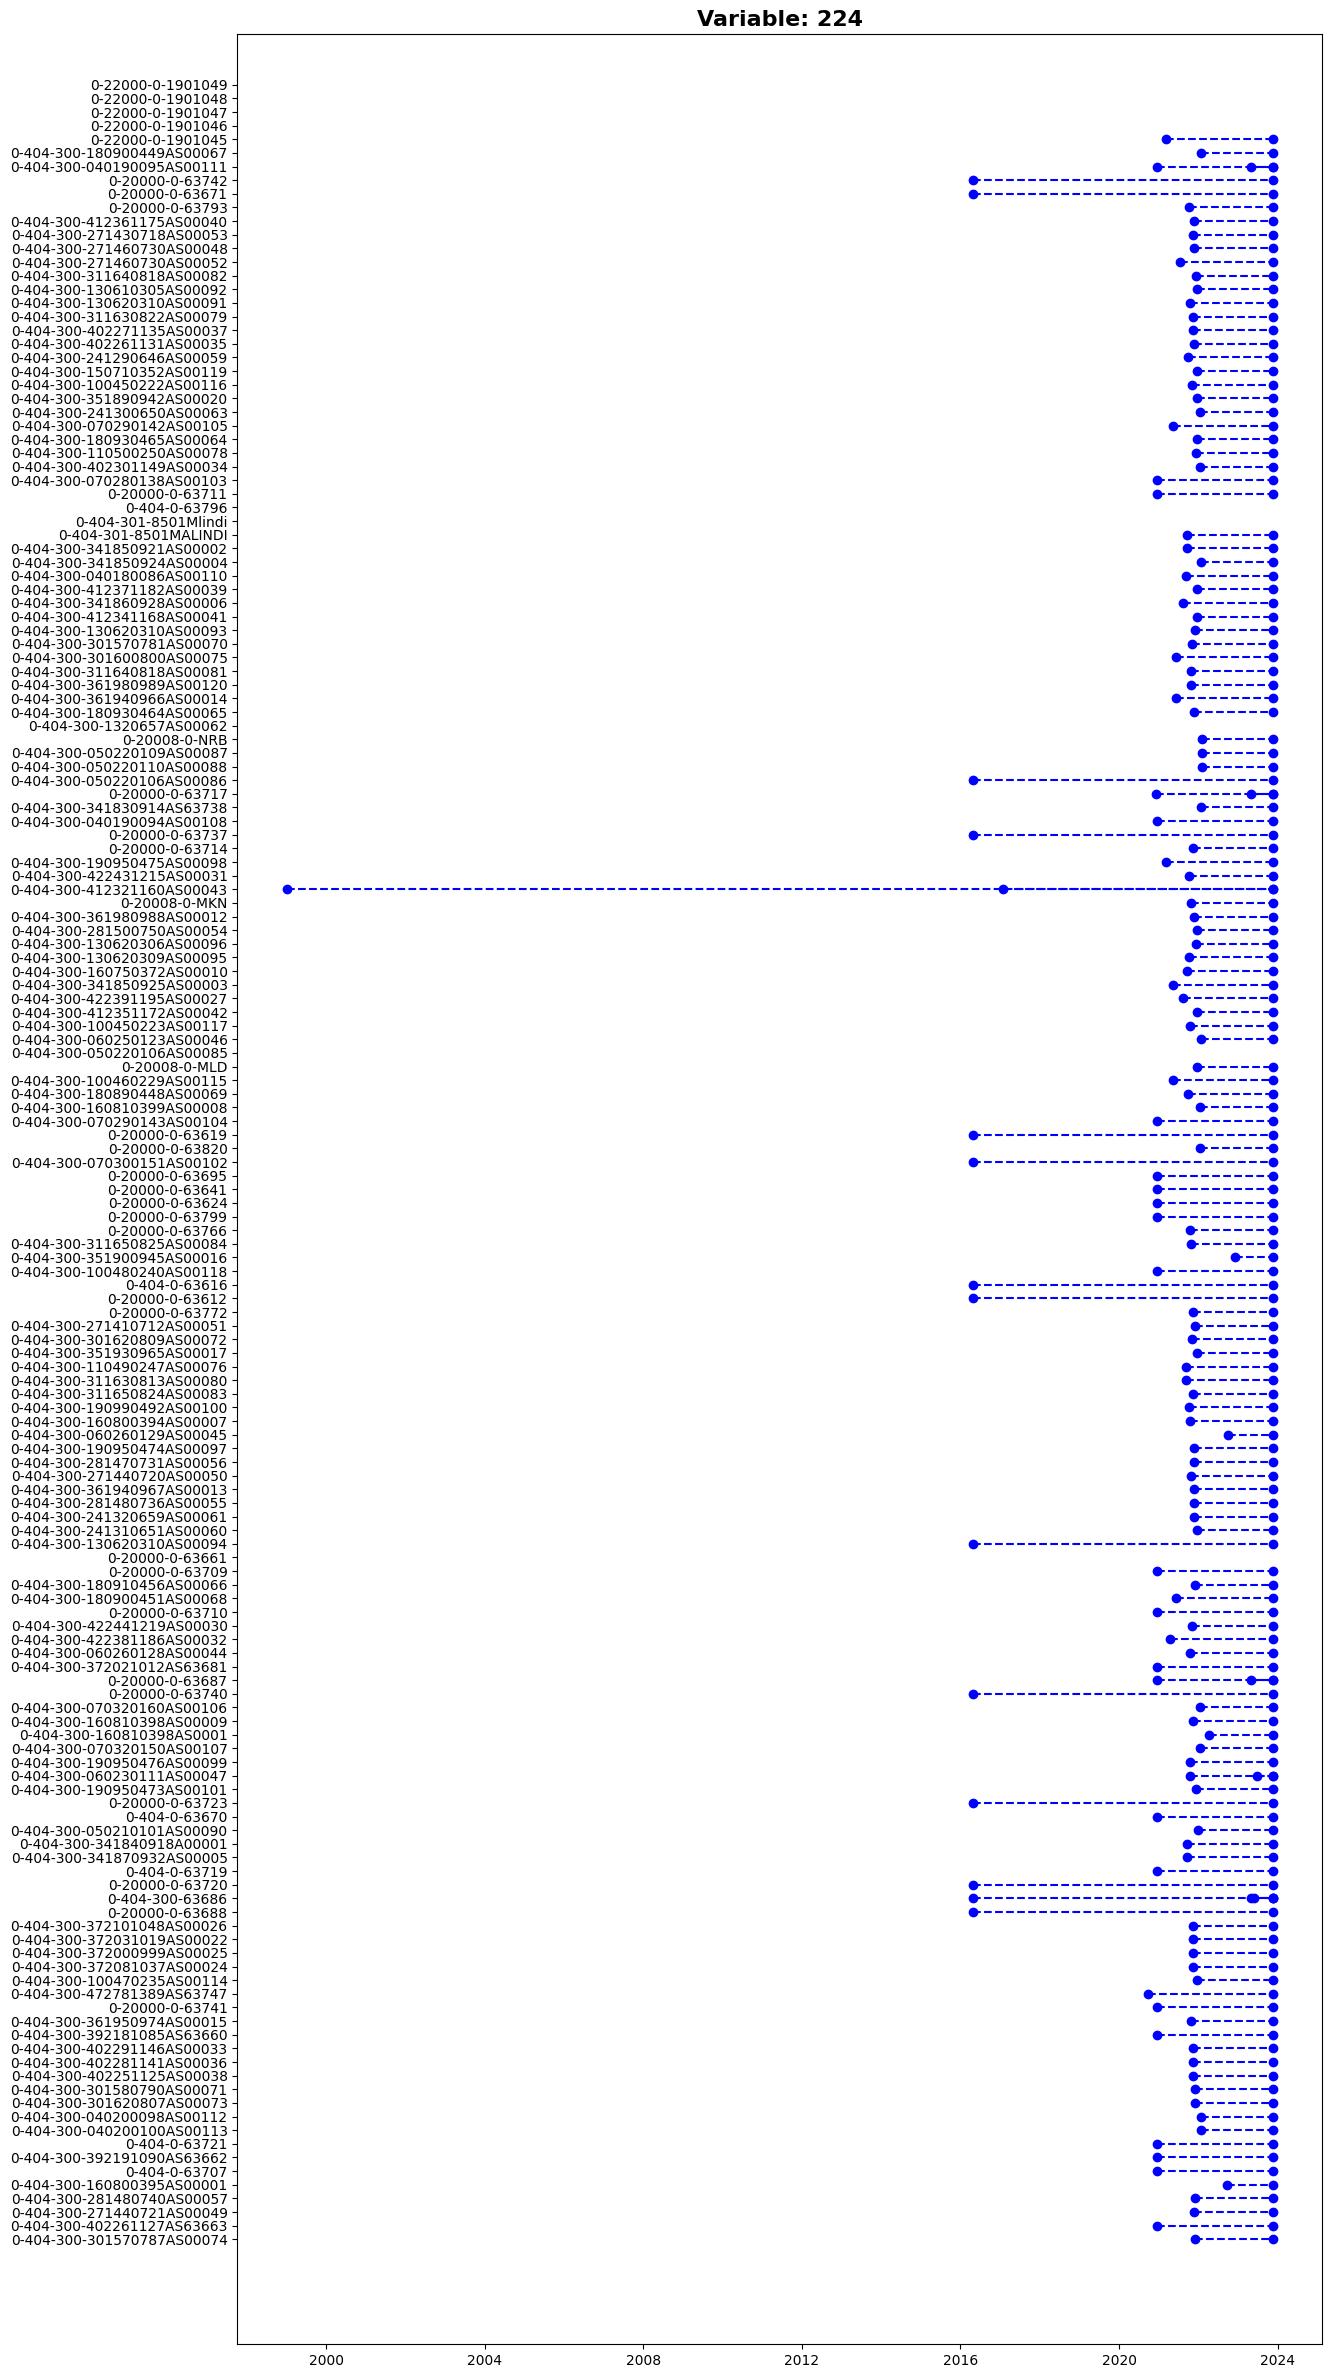 Variable: 224
0-22000-0-1901049
0-22000-0-1901048
0-22000-0-1901047
0-22000-0-1901046
0-22000-0-1901045
0-404-300-180900449AS00067
0-404-300-040190095AS00111
0-20000-0-63742
0-20000-0-63671
0-20000-0-63793
0-404-300-412361175AS00040
0-404-300-271430718AS00053
0-404-300-271460730AS00048
0-404-300-271460730AS00052
0-404-300-311640818AS00082
0-404-300-130610305AS00092
0-404-300-130620310AS00091
0-404-300-311630822AS00079
0-404-300-402271135AS00037
0-404-300-402261131AS00035
0-404-300-241290646AS00059
0-404-300-150710352AS00119
0-404-300-100450222AS00116
0-404-300-351890942AS00020
0-404-300-241300650AS00063
0-404-300-070290142AS00105
0-404-300-180930465AS00064
0-404-300-110500250AS00078
0-404-300-402301149AS00034
0-404-300-070280138AS00103
0-20000-0-63711
0-404-0-63796
0-404-301-8501Mlindi
0-404-301-8501MALINDI
0-404-300-341850921AS00002
0-404-300-341850924AS00004
0-404-300-040180086AS00110
0-404-300-412371182AS00039
0-404-300-341860928AS00006
0-404-300-412341168AS00041
0-404-300-130620310AS00093
0-404-300-301570781AS00070
0-404-300-301600800AS00075
0-404-300-311640818AS00081
0-404-300-361980989AS00120
0-404-300-361940966AS00014
0-404-300-180930464AS00065
0-404-300-1320657AS00062
0-20008-0-NRB
0-404-300-050220109AS00087
0-404-300-050220110AS00088
0-404-300-050220106AS00086
0-20000-0-63717
0-404-300-341830914AS63738
0-404-300-040190094AS00108
0-20000-0-63737
0-20000-0-63714
0-404-300-190950475AS00098
0-404-300-422431215AS00031
0-404-300-412321160AS00043
0-20008-0-MKN
0-404-300-361980988AS00012
0-404-300-281500750AS00054
0-404-300-130620306AS00096
0-404-300-130620309AS00095
0-404-300-160750372AS00010
0-404-300-341850925AS00003
0-404-300-422391195AS00027
0-404-300-412351172AS00042
0-404-300-100450223AS00117
0-404-300-060250123AS00046
0-404-300-050220106AS00085
0-20008-0-MLD
0-404-300-100460229AS00115
0-404-300-180890448AS00069
0-404-300-160810399AS00008
0-404-300-070290143AS00104
0-20000-0-63619
0-20000-0-63820
0-404-300-070300151AS00102
0-20000-0-63695
0-20000-0-63641
0-20000-0-63624
0-20000-0-63799
0-20000-0-63766
0-404-300-311650825AS00084
0-404-300-351900945AS00016
0-404-300-100480240AS00118
0-404-0-63616
0-20000-0-63612
0-20000-0-63772
0-404-300-271410712AS00051
0-404-300-301620809AS00072
0-404-300-351930965AS00017
0-404-300-110490247AS00076
0-404-300-311630813AS00080
0-404-300-311650824AS00083
0-404-300-190990492AS00100
0-404-300-160800394AS00007
0-404-300-060260129AS00045
0-404-300-190950474AS00097
0-404-300-281470731AS00056
0-404-300-271440720AS00050
0-404-300-361940967AS00013
0-404-300-281480736AS00055
0-404-300-241320659AS00061
0-404-300-241310651AS00060
0-404-300-130620310AS00094
0-20000-0-63661
0-20000-0-63709
0-404-300-180910456AS00066
0-404-300-180900451AS00068
0-20000-0-63710
0-404-300-422441219AS00030
0-404-300-422381186AS00032
0-404-300-060260128AS00044
0-404-300-372021012AS63681
0-20000-0-63687
0-20000-0-63740
0-404-300-070320160AS00106
0-404-300-160810398AS00009
0-404-300-160810398AS0001
0-404-300-070320150AS00107
0-404-300-190950476AS00099
0-404-300-060230111AS00047
0-404-300-190950473AS00101
0-20000-0-63723
0-404-0-63670
0-404-300-050210101AS00090
0-404-300-341840918A00001
0-404-300-341870932AS00005
0-404-0-63719
0-20000-0-63720
0-404-300-63686
0-20000-0-63688
0-404-300-372101048AS00026
0-404-300-372031019AS00022
0-404-300-372000999AS00025
0-404-300-372081037AS00024
0-404-300-100470235AS00114
0-404-300-472781389AS63747
0-20000-0-63741
0-404-300-361950974AS00015
0-404-300-392181085AS63660
0-404-300-402291146AS00033
0-404-300-402281141AS00036
0-404-300-402251125AS00038
0-404-300-301580790AS00071
0-404-300-301620807AS00073
0-404-300-040200098AS00112
0-404-300-040200100AS00113
0-404-0-63721
0-404-300-392191090AS63662
0-404-0-63707
0-404-300-160800395AS00001
0-404-300-281480740AS00057
0-404-300-271440721AS00049
0-404-300-402261127AS63663
0-404-300-301570787AS00074
2000 2004 2008 2012 2016 2020 2024